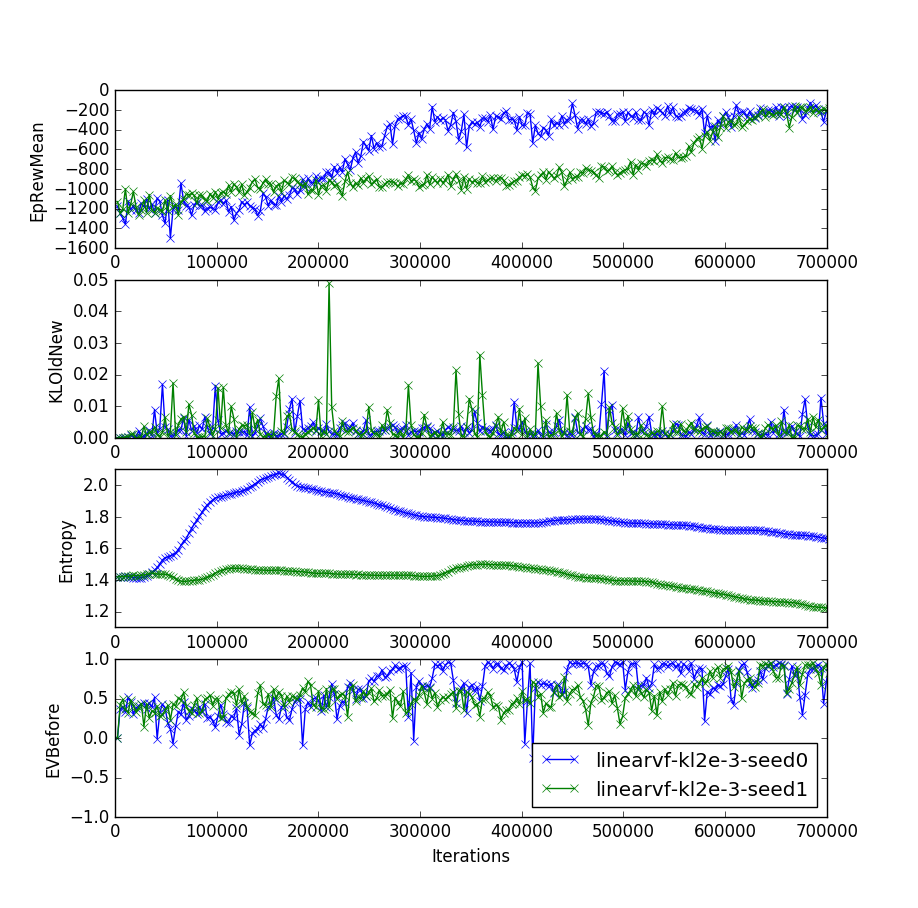 EpRewMean
0
−200
−400
−600
−800
−1000
−1200
−1400
−1600
0 100000 200000 300000 400000 500000 600000 700000
KLOldNew
0.05
0.04
0.03
0.02
0.01
0.00
0 100000 200000 300000 400000 500000 600000 700000
Entropy
2.0
1.8
1.6
1.4
1.2
0 100000 200000 300000 400000 500000 600000 700000
EVBefore
1.0
0.5
0.0
−0.5
−1.0
linearvf-kl2e-3-seed0
linearvf-kl2e-3-seed1
0 100000 200000 300000 400000 500000 600000 700000
Iterations